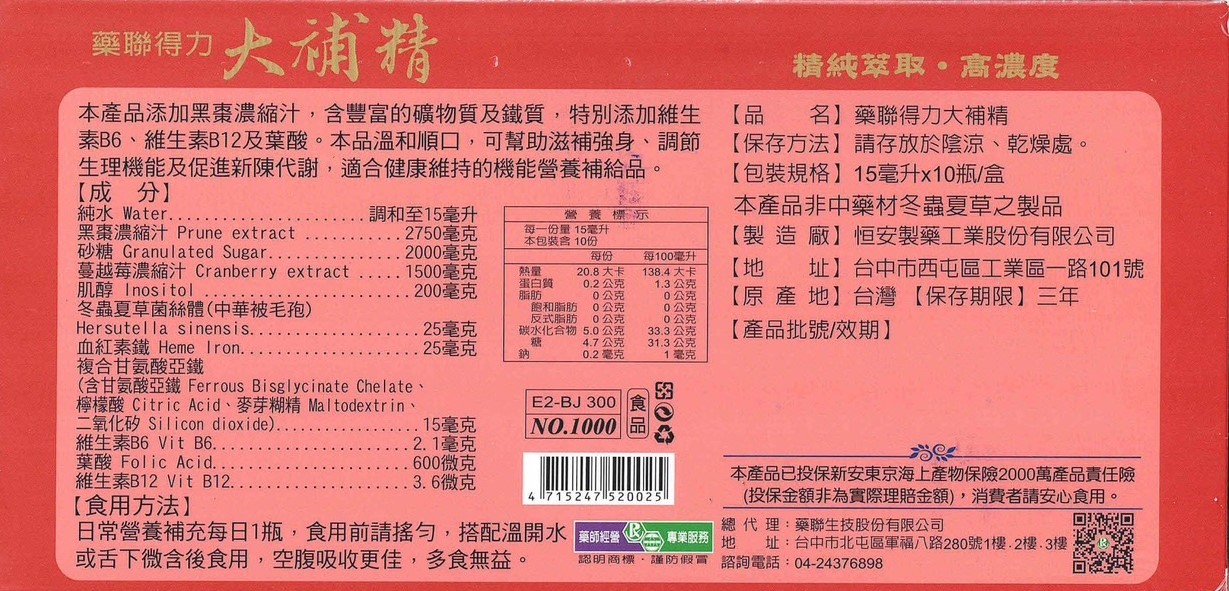 藥聯得力 大補精
精純萃取・高濃度
本產品添加黑棗濃縮汁，含豐富的礦物質及鐵質，特別添加維生
素B6、維生素B12及葉酸。本品溫和順口，可幫助滋補強身、調節
生理機能及促進新陳代謝，適合健康維持的機能營養補給品。
【成　分】
純水 Water......................調和至15毫升
黑棗濃縮汁 Prune extract ............2750毫克
砂糖 Granulated Sugar...............2000毫克
蔓越莓濃縮汁 Cranberry extract .....1500毫克
肌醇 Inositol .......................200毫克
冬蟲夏草菌絲體(中華被毛孢)
Hersutella sinensis...................25毫克
血紅素鐵 Heme Iron....................25毫克
複合甘氨酸亞鐵
(含甘氨酸亞鐵 Ferrous Bisglycinate Chelate、
檸檬酸 Citric Acid、麥芽糊精 Maltodextrin、
二氧化矽 Silicon dioxide)..................15毫克
維生素B6 Vit B6.......................2.1毫克
葉酸 Folic Acid.......................600微克
維生素B12 Vit B12.....................3.6微克
【食用方法】
日常營養補充每日1瓶，食用前請搖勻，搭配溫開水
或舌下微含後食用，空腹吸收更佳，多食無益。
營養標示
每一份量 15毫升
本包裝含 10份
每份 每100毫升
熱量 20.8 大卡 138.4 大卡
蛋白質 0.2 公克 1.3 公克
脂肪 0 公克 0 公克
飽和脂肪 0 公克 0 公克
反式脂肪 0 公克 0 公克
碳水化合物 5.0 公克 33.3 公克
糖 4.7 公克 31.3 公克
鈉 0.2 毫克 1 毫克
E2-BJ 300
NO.1000
食品
4 715247 520025
藥師經營 專業服務
認明商標・謹防假冒
【品　　名】藥聯得力大補精
【保存方法】請存放於陰涼、乾燥處。
【包裝規格】15毫升x10瓶/盒
本產品非中藥材冬蟲夏草之製品
【製 造 廠】恒安製藥工業股份有限公司
【地　　址】台中市西屯區工業區一路101號
【原 產 地】台灣【保存期限】三年
【產品批號/效期】
本產品已投保新安東京海上產物保險2000萬產品責任險
(投保金額非為實際理賠金額)，消費者請安心食用。
總 代 理：藥聯生技股份有限公司
地　　址：台中市北屯區軍福八路280號1樓.2樓.3樓
諮詢電話：04-24376898